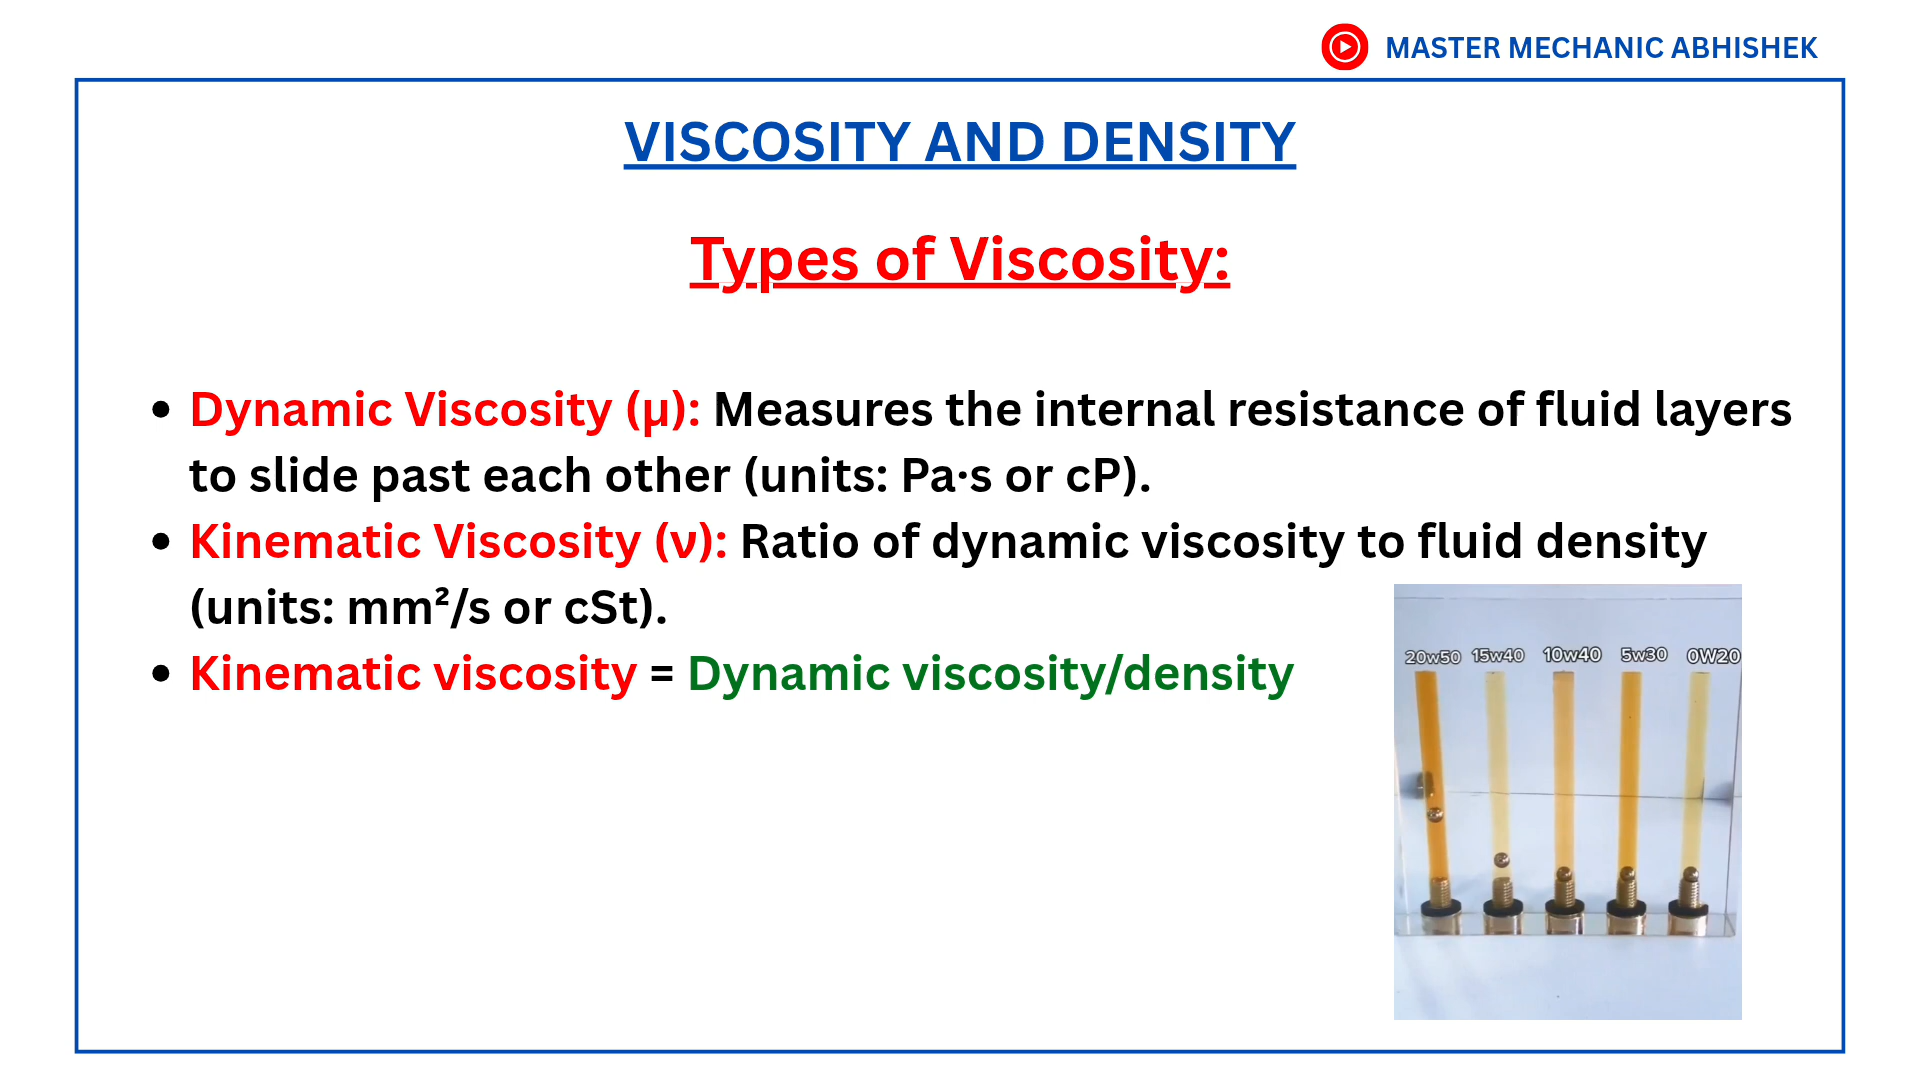 MASTER MECHANIC ABHISHEK
VISCOSITY AND DENSITY
Types of Viscosity:
• Dynamic Viscosity (μ): Measures the internal resistance of fluid layers
to slide past each other (units: Pa·s or cP).
• Kinematic Viscosity (ν): Ratio of dynamic viscosity to fluid density
(units: mm²/s or cSt).
• Kinematic viscosity = Dynamic viscosity/density
20w50 15w40 10w40 5w30 0W20